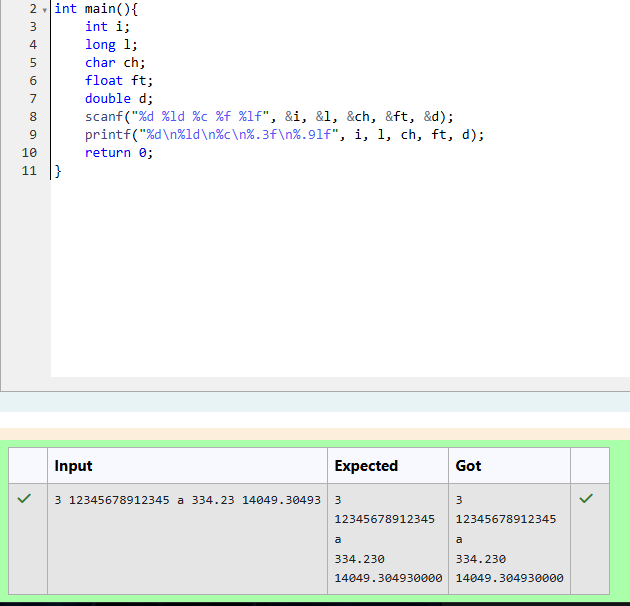 2 int main(){
3 int i;
4 long l;
5 char ch;
6 float ft;
7 double d;
8 scanf("%d %ld %c %f %lf", &i, &l, &ch, &ft, &d);
9 printf("%d\n%ld\n%c\n%.3f\n%.9lf", i, l, ch, ft, d);
10 return 0;
11 }
Input Expected Got
3 12345678912345 a 334.23 14049.30493 3 3
12345678912345 12345678912345
a a
334.230 334.230
14049.304930000 14049.304930000